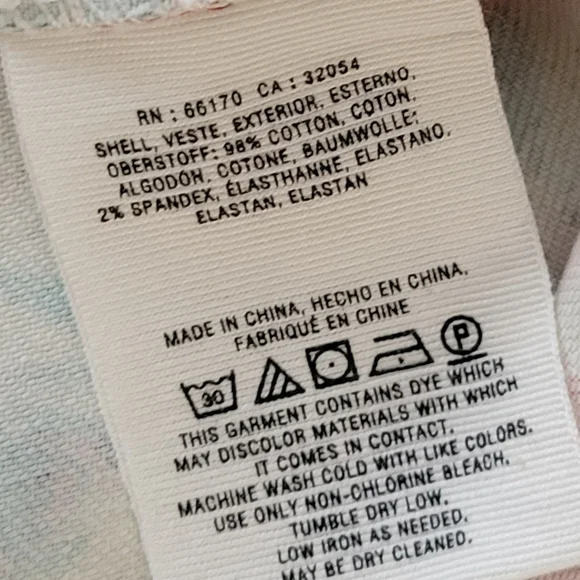 RN : 66170 CA : 32054
SHELL, VESTE, EXTERIOR, ESTERNO,
OBERSTOFF: 98% COTTON, COTON,
ALGODÓN, COTONE, BAUMWOLLE;
2% SPANDEX, ÉLASTHANNE, ELASTANO,
ELASTAN, ELASTAN
MADE IN CHINA, HECHO EN CHINA,
FABRIQUÉ EN CHINE
30 P
THIS GARMENT CONTAINS DYE WHICH
MAY DISCOLOR MATERIALS WITH WHICH
IT COMES IN CONTACT.
MACHINE WASH COLD WITH LIKE COLORS.
USE ONLY NON-CHLORINE BLEACH.
TUMBLE DRY LOW.
LOW IRON AS NEEDED.
MAY BE DRY CLEANED.